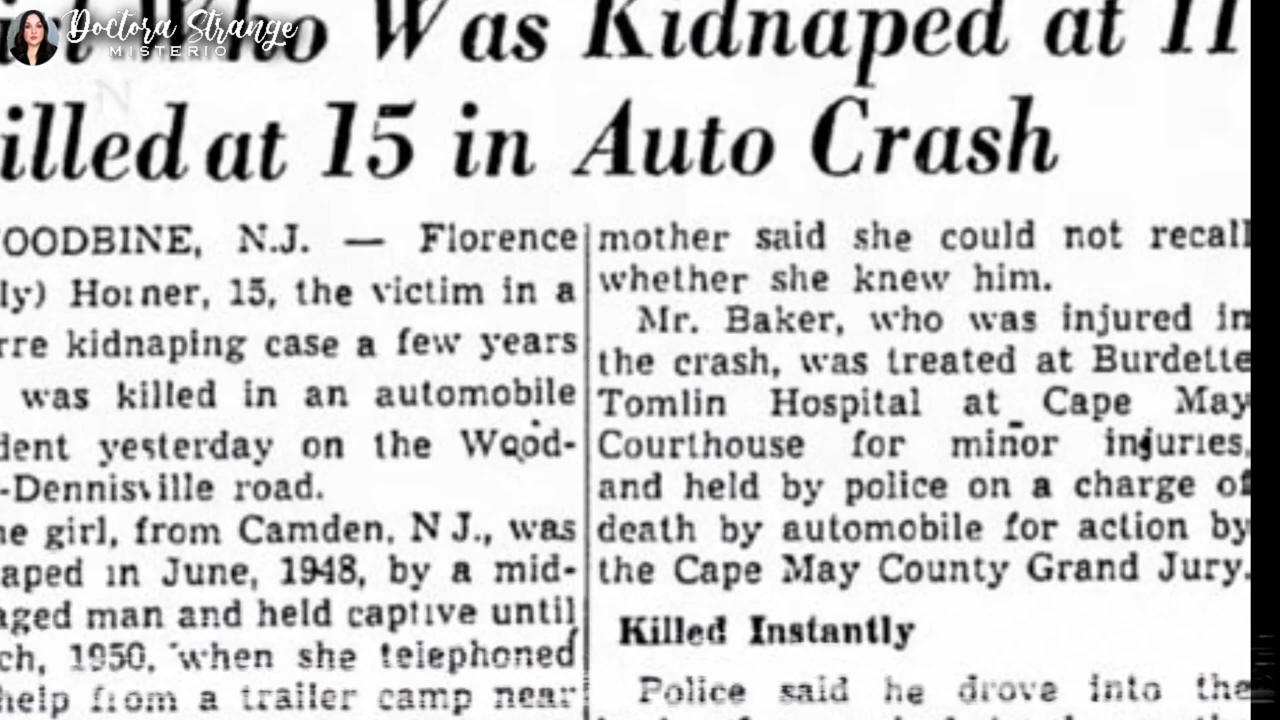 Doctora Strange
MISTERIO
Who Was Kidnaped at 11
illed at 15 in Auto Crash
OODBINE, N.J. — Florence
ly) Horner, 15, the victim in a
rre kidnaping case a few years
was killed in an automobile
dent yesterday on the Wood-
-Dennisville road.
he girl, from Camden, N J., was
aped in June, 1948, by a mid-
aged man and held captive until
ch, 1950, when she telephoned
help from a trailer camp near
mother said she could not recall
whether she knew him.
Mr. Baker, who was injured in
the crash, was treated at Burdette
Tomlin Hospital at Cape May
Courthouse for minor injuries,
and held by police on a charge of
death by automobile for action by
the Cape May County Grand Jury.
Killed Instantly
Police said he drove into the